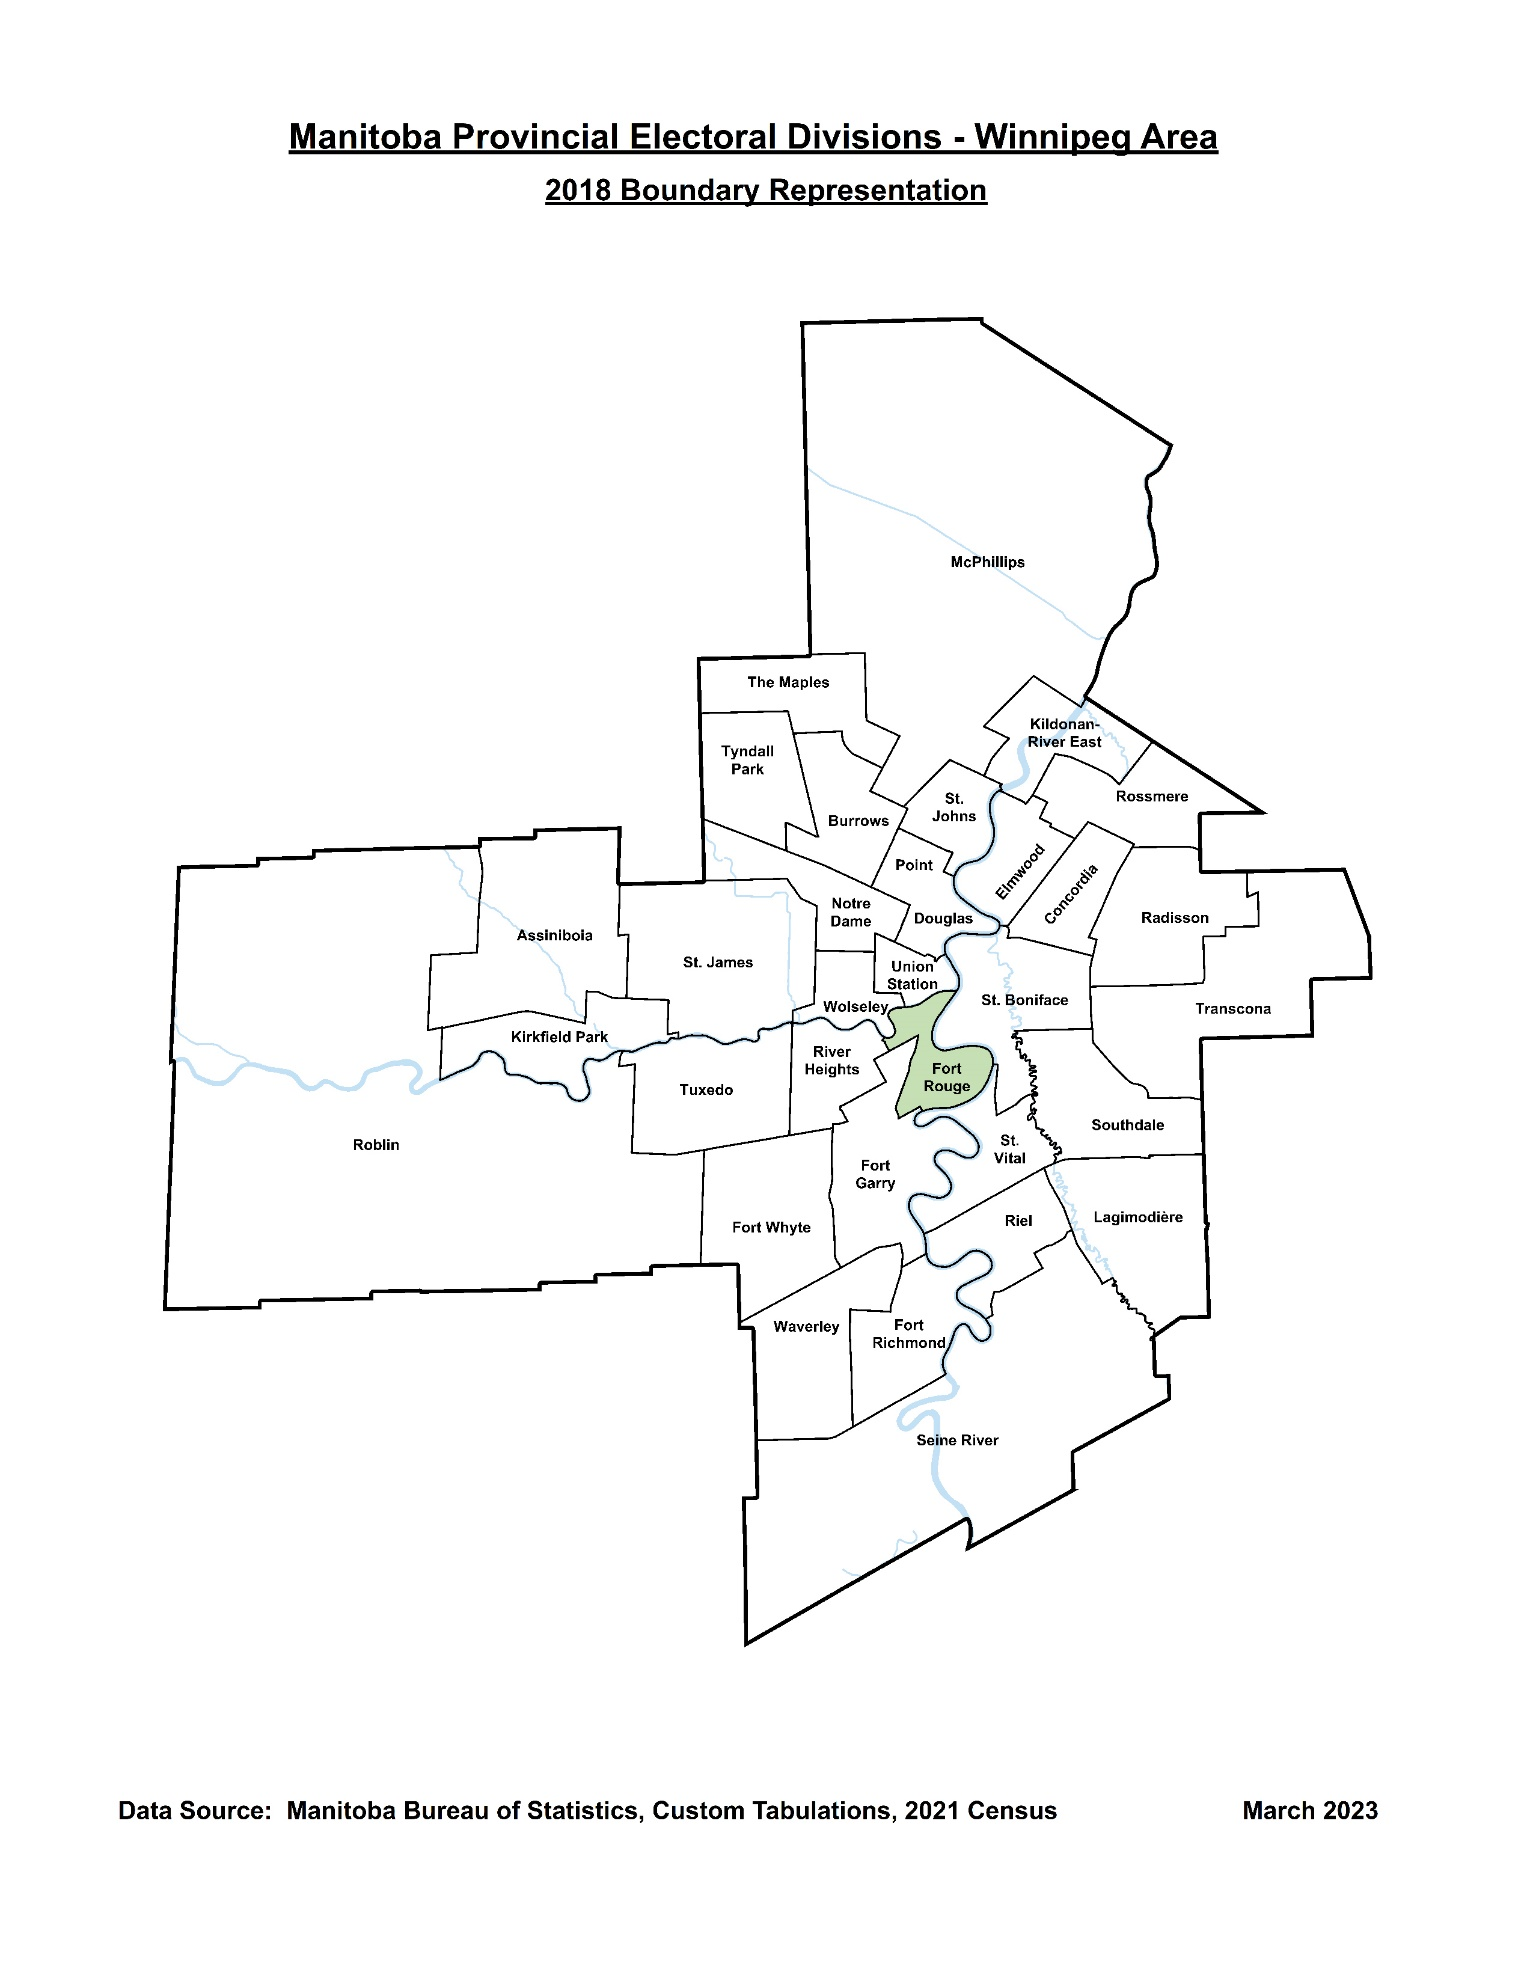 Manitoba Provincial Electoral Divisions - Winnipeg Area
2018 Boundary Representation
McPhillips
The Maples
Kildonan-
River East
Tyndall
Park
Rossmere
St.
Johns
Burrows
Point
Elmwood
Concordia
Notre
Dame
Douglas
Radisson
Assiniboia
St. James
Union
Station
St. Boniface
Wolseley
Transcona
Kirkfield Park
River
Heights
Fort
Rouge
Tuxedo
Southdale
Roblin
St.
Vital
Fort
Garry
Fort Whyte
Riel
Lagimodière
Waverley
Fort
Richmond
Seine River
Data Source: Manitoba Bureau of Statistics, Custom Tabulations, 2021 Census
March 2023